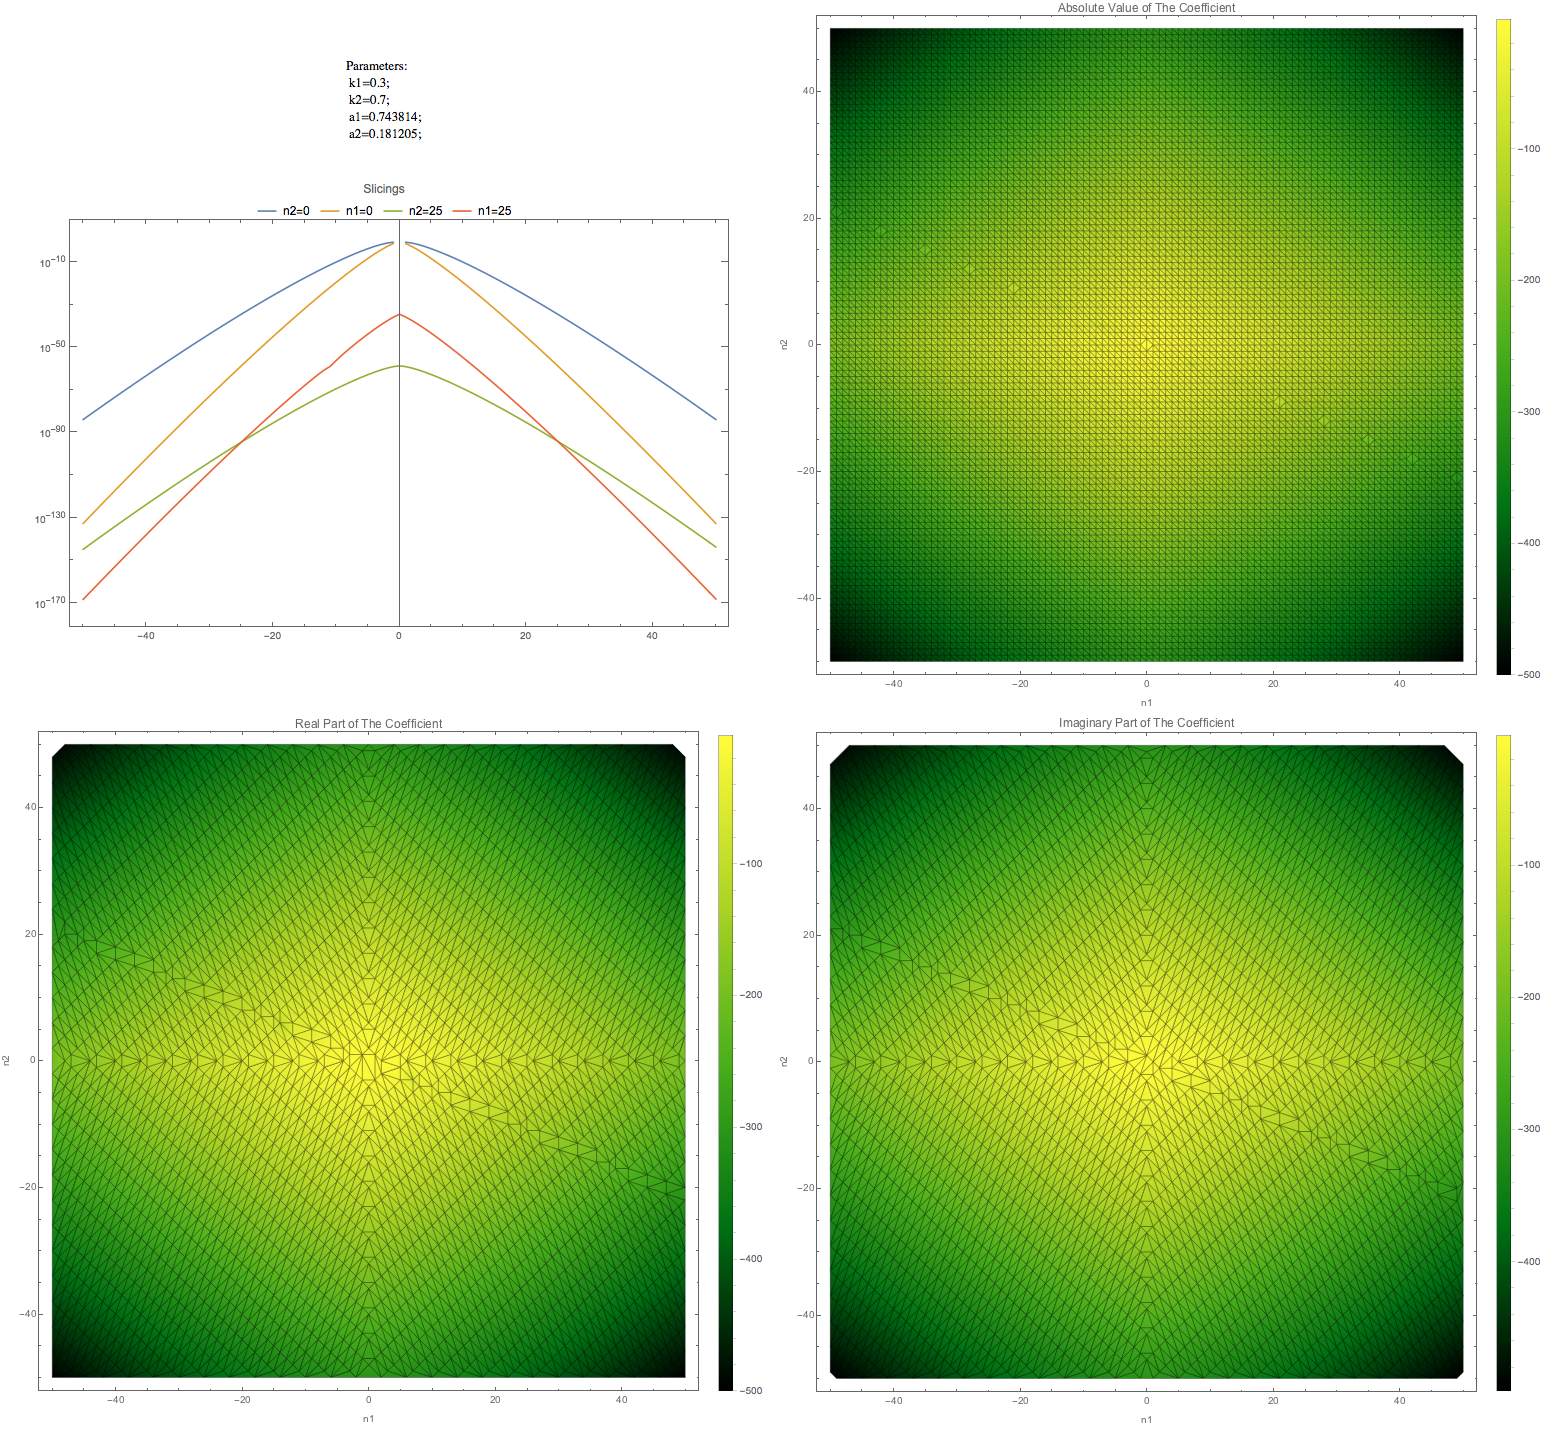 Parameters:
k1=0.3;
k2=0.7;
a1=0.743814;
a2=0.181205;
Slicings
n2=0 n1=0 n2=25 n1=25
10^-10
10^-50
10^-90
10^-130
10^-170
-40 -20 0 20 40
Absolute Value of The Coefficient
40
20
0
-20
-40
n2
-40 -20 0 20 40
n1
-100
-200
-300
-400
-500
Real Part of The Coefficient
40
20
0
-20
-40
n2
-40 -20 0 20 40
n1
-100
-200
-300
-400
-500
Imaginary Part of The Coefficient
40
20
0
-20
-40
n2
-40 -20 0 20 40
n1
-100
-200
-300
-400